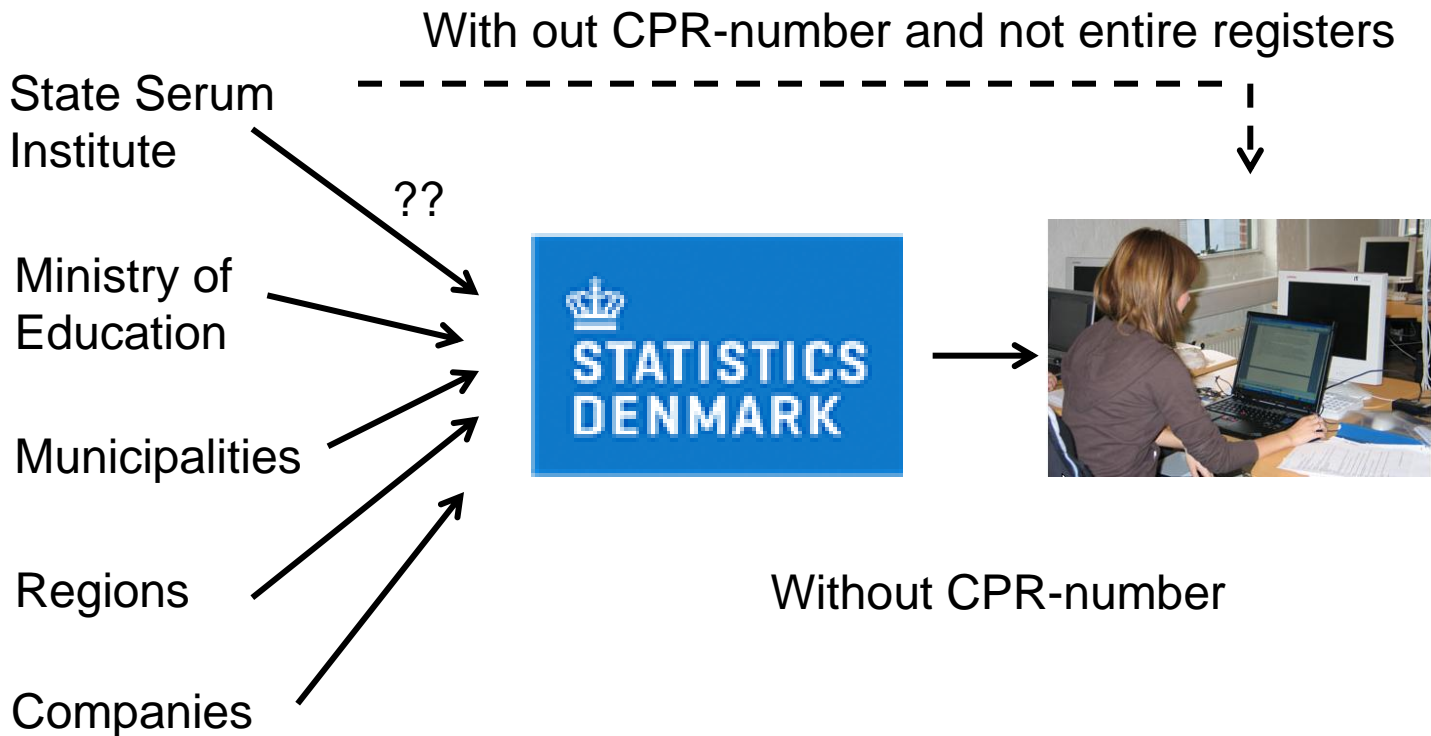 With out CPR-number and not entire registers
State Serum
Institute
??
Ministry of
Education
STATISTICS
DENMARK
Municipalities
Regions
Without CPR-number
Companies